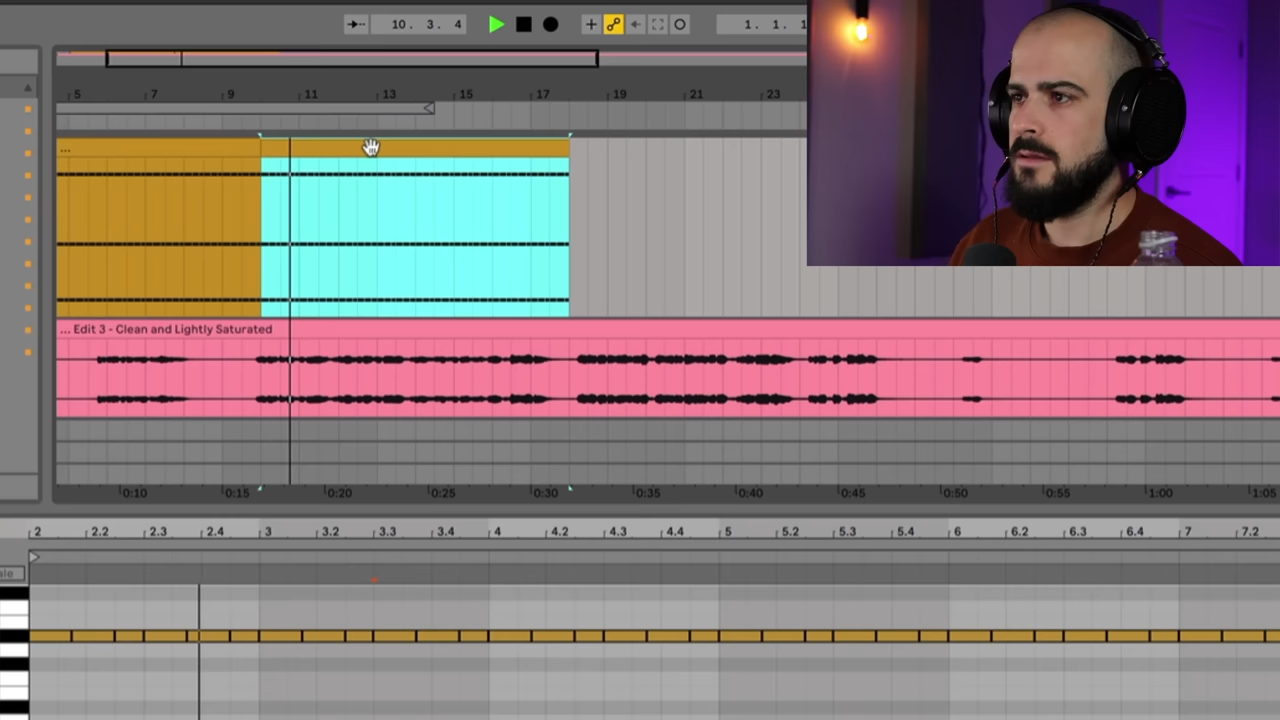 10. 3. 4
1. 1. 1
5 7 9 11 13 15 17 19 21 23
...
... Edit 3 - Clean and Lightly Saturated
0:10 0:15 0:20 0:25 0:30 0:35 0:40 0:45 0:50 0:55 1:00 1:05
2 2.2 2.3 2.4 3 3.2 3.3 3.4 4 4.2 4.3 4.4 5 5.2 5.3 5.4 6 6.2 6.3 6.4 7 7.2